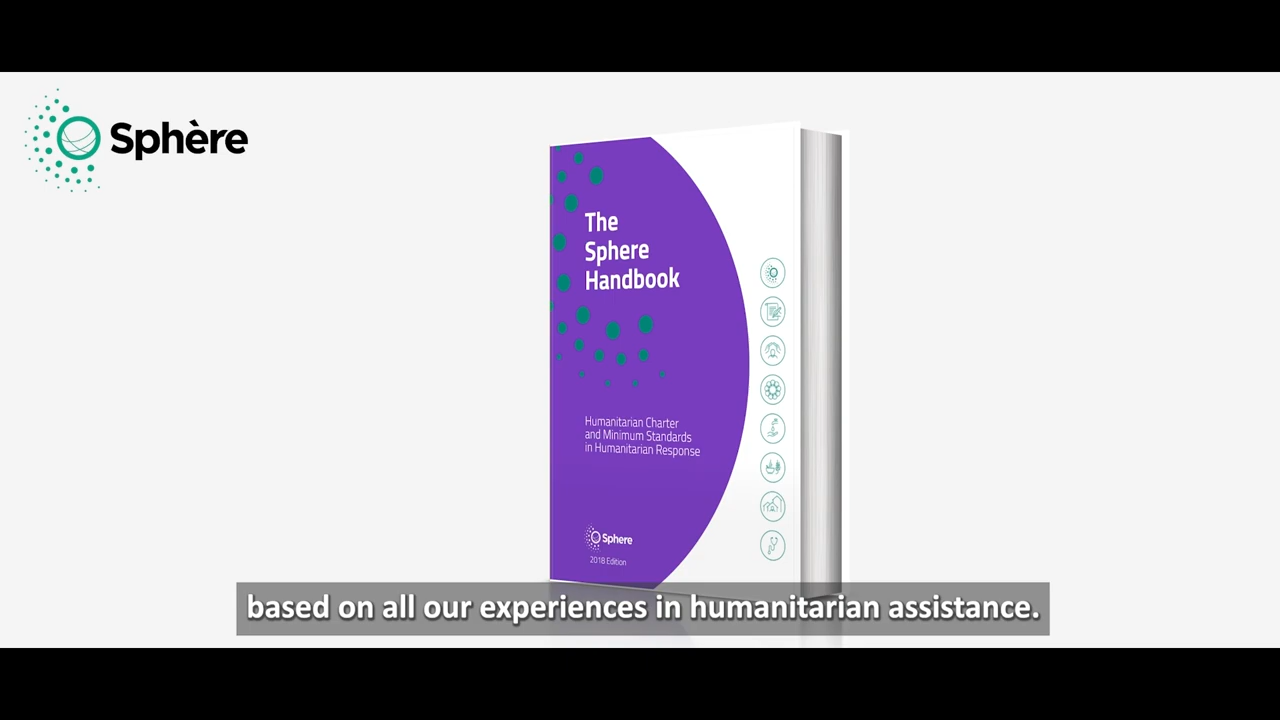 Sphère
The
Sphere
Handbook
Humanitarian Charter
and Minimum Standards
in Humanitarian Response
Sphere
2018 Edition
based on all our experiences in humanitarian assistance.